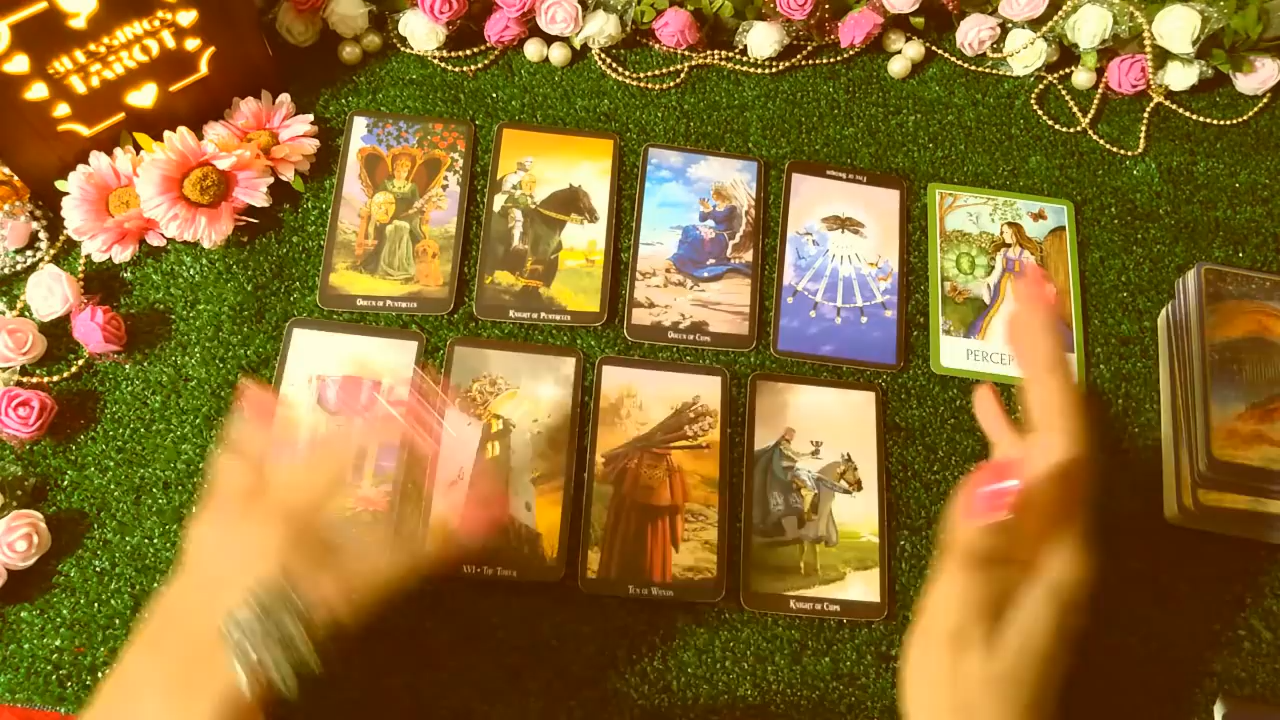 BLESSINGS
TAROT
FIVE OF SWORDS
QUEEN OF PENTACLES
KNIGHT OF PENTACLES
QUEEN OF CUPS
PERCEP
XVI • THE TOWER
TEN OF WANDS
KNIGHT OF CUPS